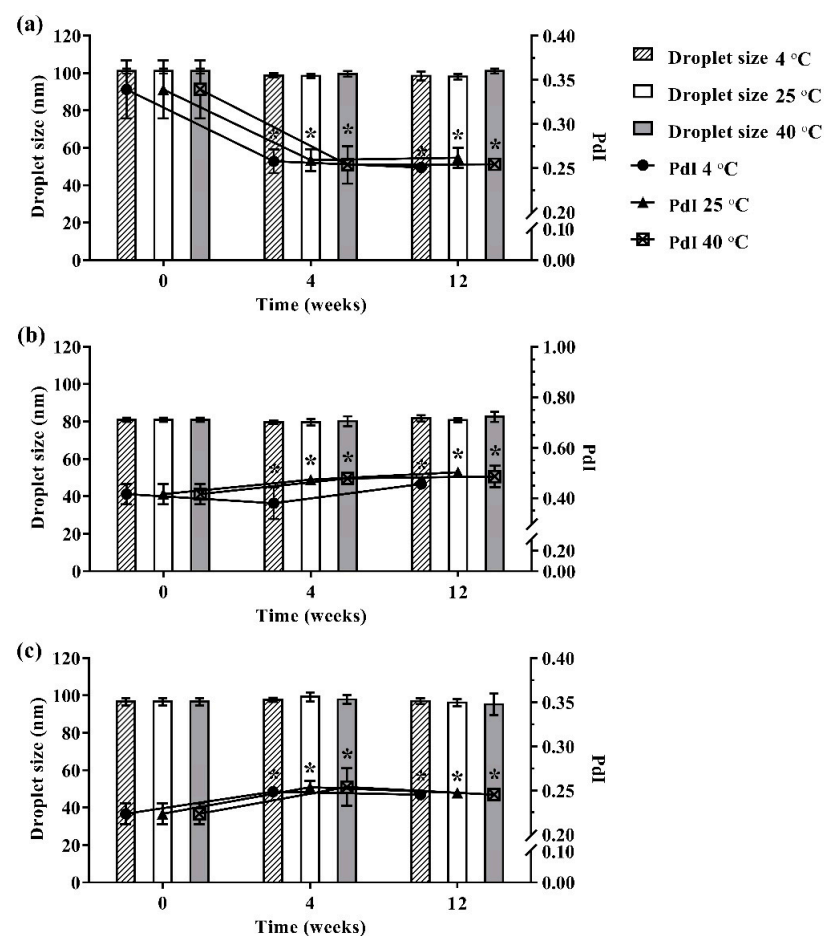 (a)
120
100
80
60
40
20
0
Droplet size (nm)
0.40
0.35
0.30
0.25
0.20
0.10
0.00
PdI
* * * * * *
0 4 12
Time (weeks)
Droplet size 4 °C
Droplet size 25 °C
Droplet size 40 °C
PdI 4 °C
PdI 25 °C
PdI 40 °C
(b)
120
100
80
60
40
20
0
Droplet size (nm)
1.00
0.80
0.60
0.40
0.20
0.00
PdI
* * * * * *
0 4 12
Time (weeks)
(c)
120
100
80
60
40
20
0
Droplet size (nm)
0.40
0.35
0.30
0.25
0.20
0.10
0.00
PdI
* * * * * *
0 4 12
Time (weeks)